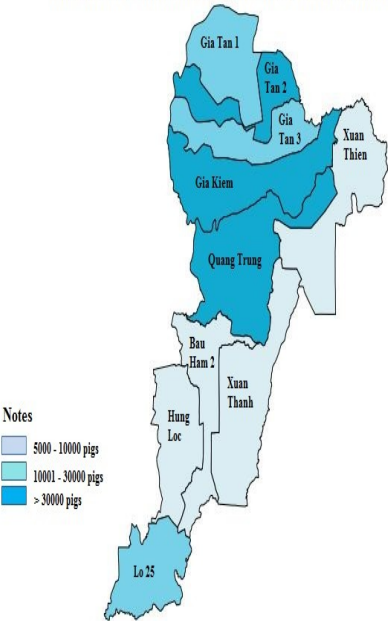 Gia Tan 1
Gia
Tan 2
Gia
Tan 3
Xuan
Thien
Gia Kiem
Quang Trung
Bau
Ham 2
Xuan
Thanh
Hung
Loc
Notes
5000 - 10000 pigs
10001 - 30000 pigs
> 30000 pigs
Lo 25